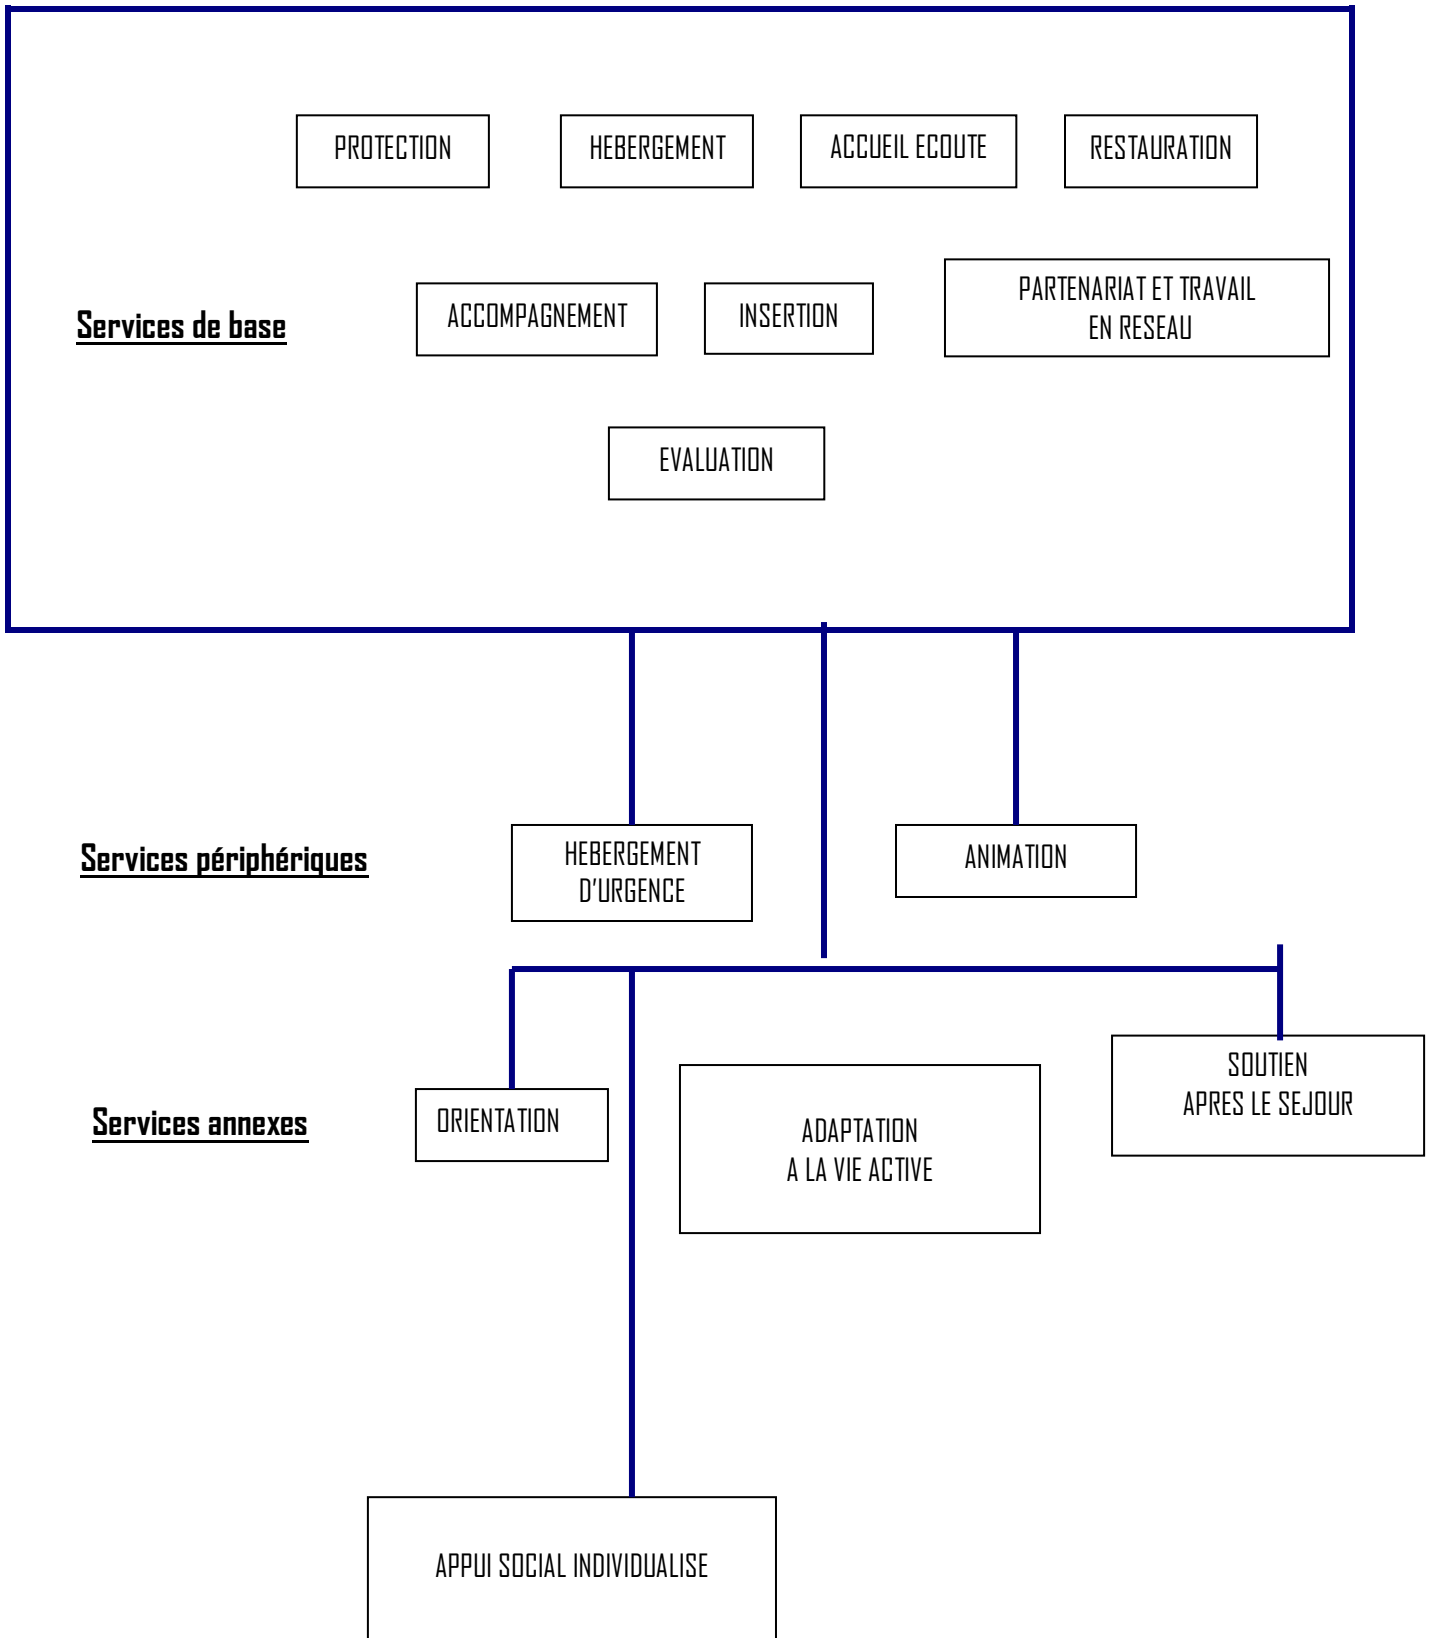 PROTECTION
HEBERGEMENT
ACCUEIL ECOUTE
RESTAURATION
Services de base
ACCOMPAGNEMENT
INSERTION
PARTENARIAT ET TRAVAIL
EN RESEAU
EVALUATION
Services périphériques
HEBERGEMENT
D'URGENCE
ANIMATION
Services annexes
ORIENTATION
ADAPTATION
A LA VIE ACTIVE
SOUTIEN
APRES LE SEJOUR
APPUI SOCIAL INDIVIDUALISE